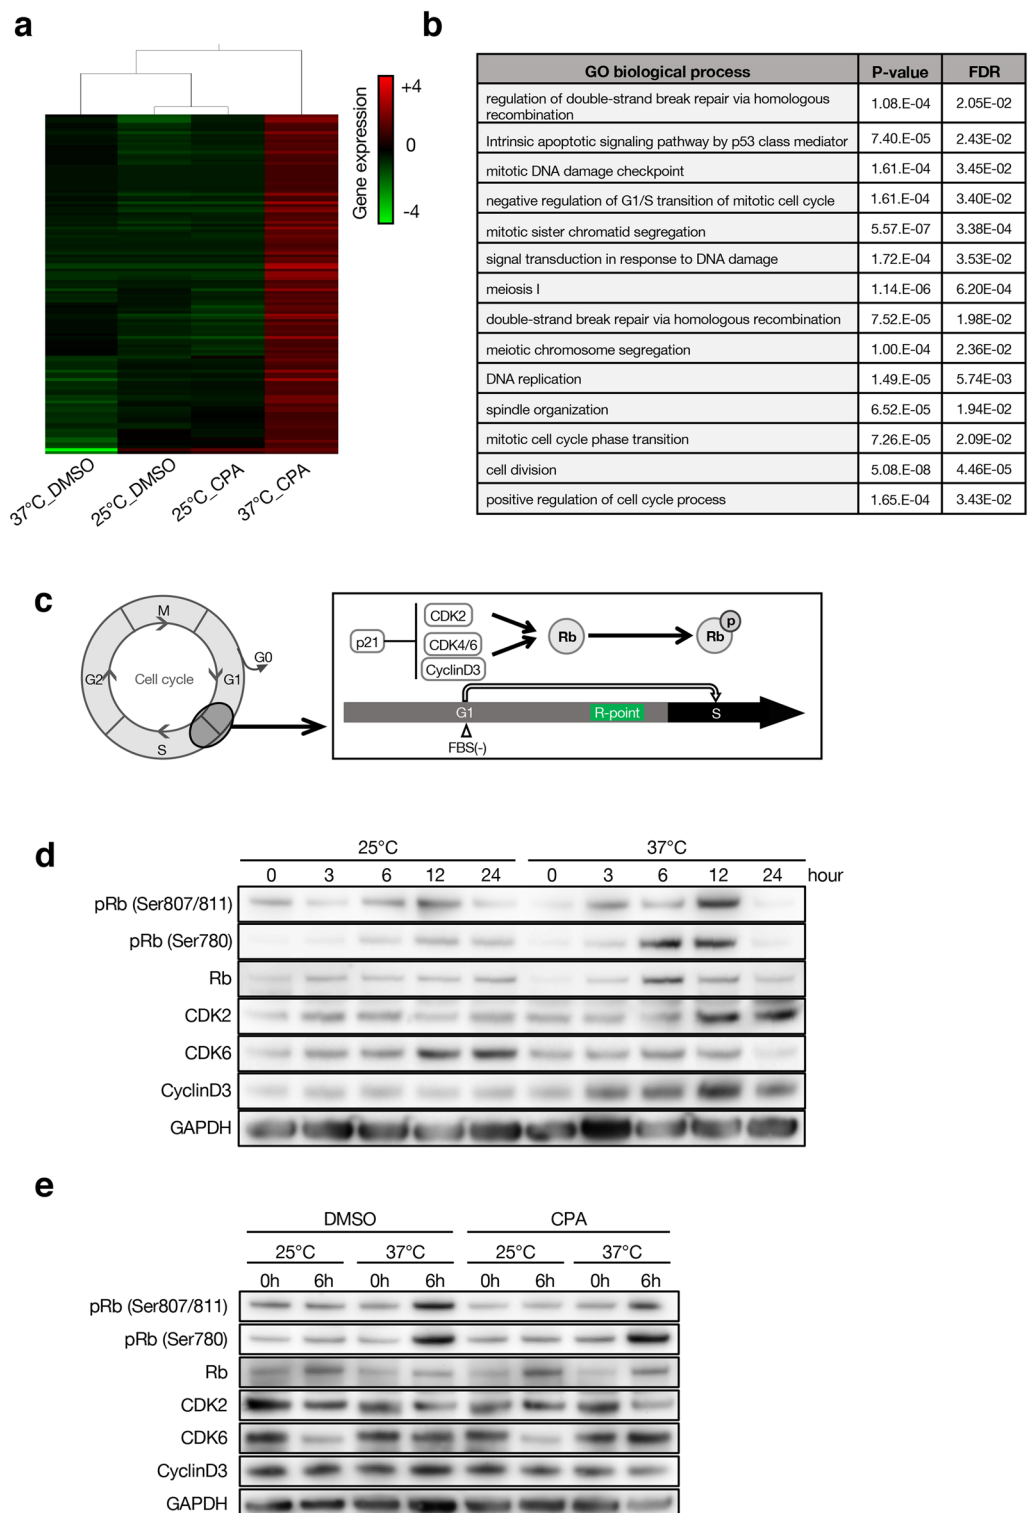 a
b
Gene expression
+4
0
-4
37°C_DMSO
25°C_DMSO
25°C_CPA
37°C_CPA
GO biological process P-value FDR
regulation of double-strand break repair via homologous
recombination 1.08.E-04 2.05E-02
Intrinsic apoptotic signaling pathway by p53 class mediator 7.40.E-05 2.43E-02
mitotic DNA damage checkpoint 1.61.E-04 3.45E-02
negative regulation of G1/S transition of mitotic cell cycle 1.61.E-04 3.40E-02
mitotic sister chromatid segregation 5.57.E-07 3.38E-04
signal transduction in response to DNA damage 1.72.E-04 3.53E-02
meiosis I 1.14.E-06 6.20E-04
double-strand break repair via homologous recombination 7.52.E-05 1.98E-02
meiotic chromosome segregation 1.00.E-04 2.36E-02
DNA replication 1.49.E-05 5.74E-03
spindle organization 6.52.E-05 1.94E-02
mitotic cell cycle phase transition 7.26.E-05 2.09E-02
cell division 5.08.E-08 4.46E-05
positive regulation of cell cycle process 1.65.E-04 3.43E-02
c
M
G0
G1
G2
Cell cycle
S
p21
CDK2
CDK4/6
CyclinD3
Rb
Rb
p
G1
R-point
S
FBS(-)
d
25°C 37°C
0 3 6 12 24 0 3 6 12 24 hour
pRb (Ser807/811)
pRb (Ser780)
Rb
CDK2
CDK6
CyclinD3
GAPDH
e
DMSO CPA
25°C 37°C 25°C 37°C
0h 6h 0h 6h 0h 6h 0h 6h
pRb (Ser807/811)
pRb (Ser780)
Rb
CDK2
CDK6
CyclinD3
GAPDH